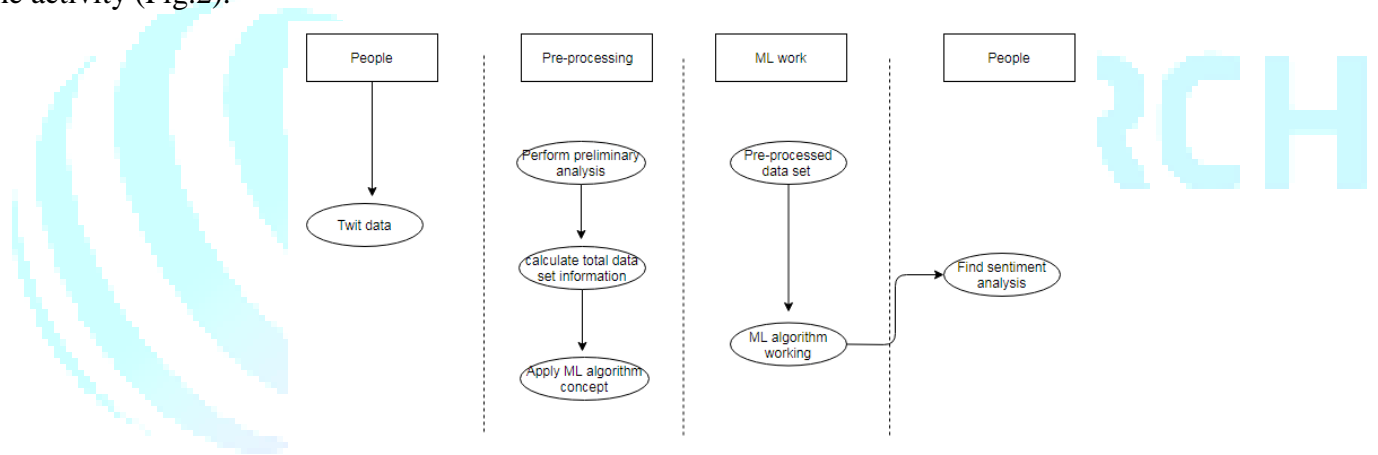 ne activity (Fig.2).
People
Pre-processing
ML work
People
Perform preliminary
analysis
Pre-processed
data set
Twit data
calculate total data
set information
Find sentiment
analysis
ML algorithm
working
Apply ML algorithm
concept
RCH